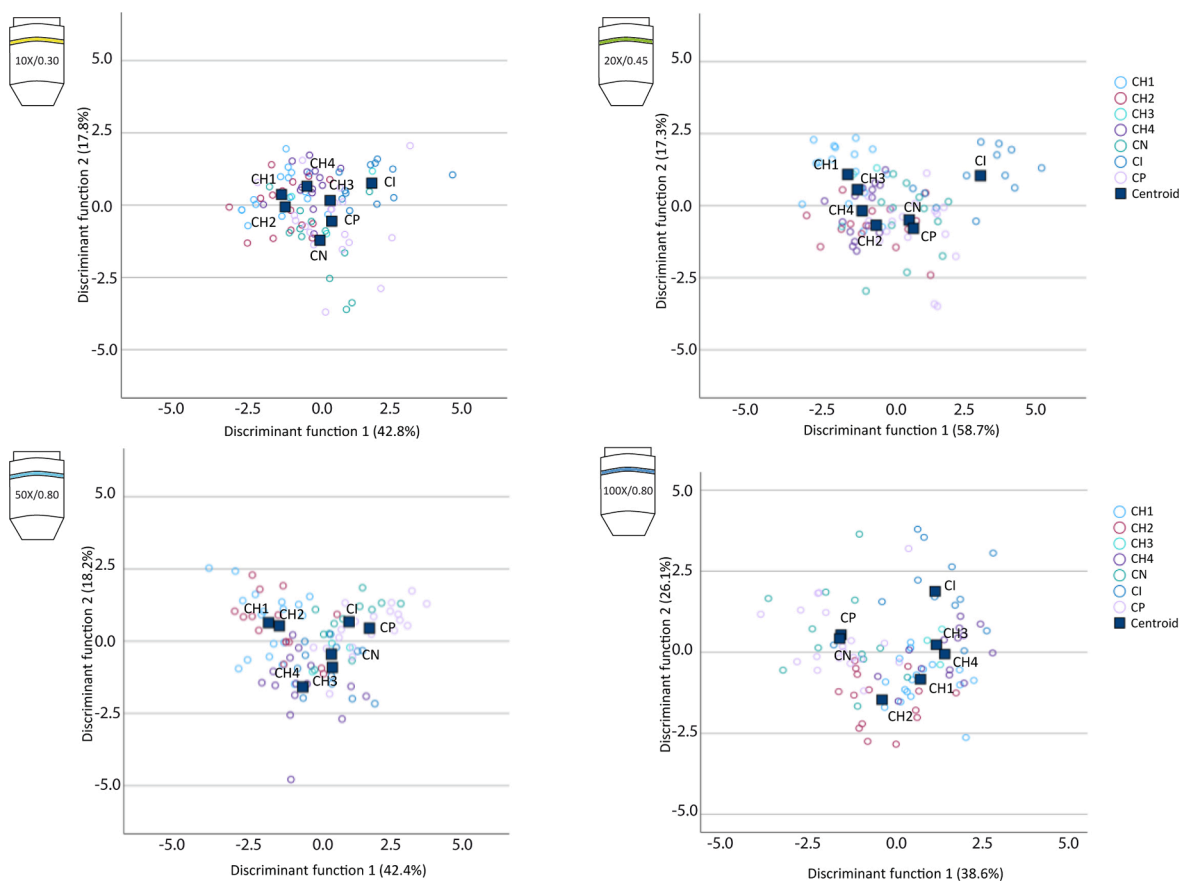 10X/0.30
5.0
2.5
0.0
-2.5
-5.0
Discriminant function 2 (17.8%)
CH4
CH1
CH3
CI
CH2
CP
CN
-5.0 -2.5 0.0 2.5 5.0
Discriminant function 1 (42.8%)
20X/0.45
5.0
2.5
0.0
-2.5
-5.0
Discriminant function 2 (17.3%)
CH1
CH3
CI
CH4
CN
CH2
CP
-5.0 -2.5 0.0 2.5 5.0
Discriminant function 1 (58.7%)
CH1
CH2
CH3
CH4
CN
CI
CP
Centroid
50X/0.80
5.0
2.5
0.0
-2.5
-5.0
Discriminant function 2 (18.2%)
CH1
CH2
CI
CP
CN
CH4
CH3
-5.0 -2.5 0.0 2.5 5.0
Discriminant function 1 (42.4%)
100X/0.80
5.0
2.5
0.0
-2.5
-5.0
Discriminant function 2 (26.1%)
CI
CP
CH3
CN
CH4
CH1
CH2
-5.0 -2.5 0.0 2.5 5.0
Discriminant function 1 (38.6%)
CH1
CH2
CH3
CH4
CN
CI
CP
Centroid